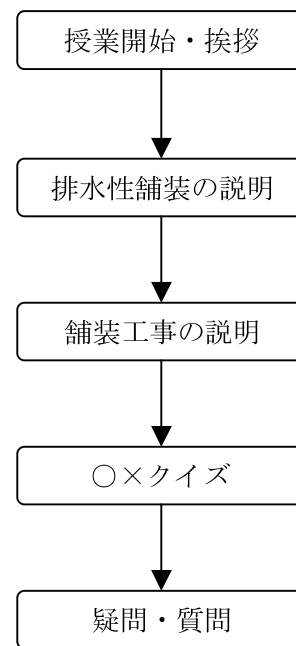 授業開始・挨拶
排水性舗装の説明
舗装工事の説明
○×クイズ
疑問・質問